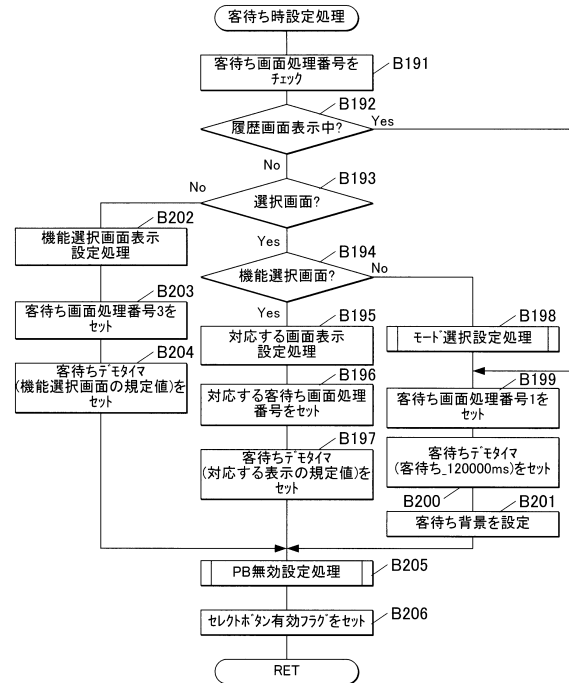 客待ち時設定処理
客待ち画面処理番号を
チェック
B191
B192
履歴画面表示中?
Yes
No
B193
選択画面?
No
Yes
B202
機能選択画面表示
設定処理
B194
機能選択画面?
No
Yes
B203
客待ち画面処理番号3を
セット
B195
対応する画面表示
設定処理
B198
モード選択設定処理
B204
客待ちデモタイマ
(機能選択画面の規定値)を
セット
B196
対応する客待ち画面処理
番号をセット
B199
客待ち画面処理番号1を
セット
B197
客待ちデモタイマ
(対応する表示の規定値)を
セット
客待ちデモタイマ
(客待ち_120000ms)をセット
B200
B201
客待ち背景を設定
PB無効設定処理
B205
セレクトボタン有効フラグをセット
B206
RET